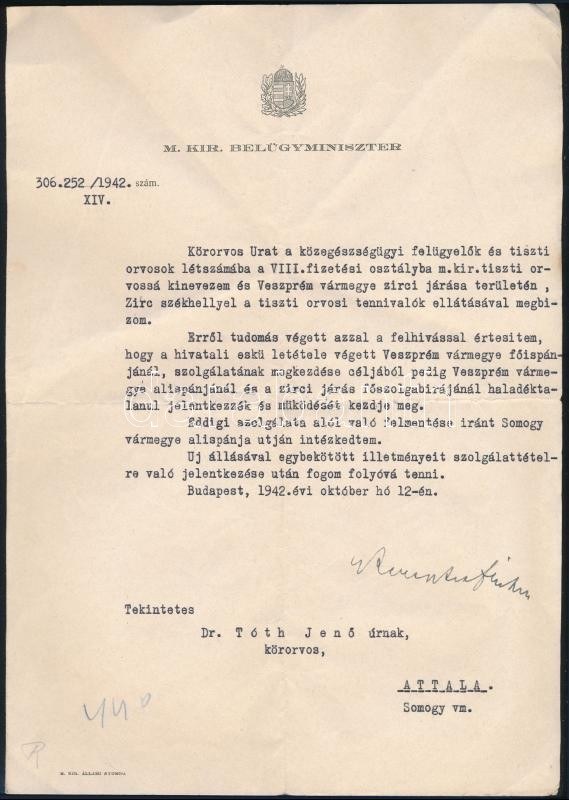 M. KIR. BELÜGYMINISZTER
306.252/1942. szám.
XIV.
Körorvos Urat a közegészségügyi felügyelők és tiszti
orvosok létszámába a VIII.fizetési osztályba m.kir.tiszti or-
vossá kinevezem és Veszprém vármegye zirci járása területén ,
Zirc székhellyel a tiszti orvosi tennivalók ellátásával megbi-
zom.
Erről tudomás végett azzal a felhivással értesitem,
hogy a hivatali eskü letétele végett Veszprém vármegye főispán-
jánál, szolgálatának megkezdése céljából pedig Veszprém várme-
gye alispánjánál és a zirci járás főszolgabirájánál haladékta-
lanul jelentkezzék és müködését kezdje meg.
Eddigi szolgálata alól való felmentése iránt Somogy
vármegye alispánja utján intézkedtem.
Uj állásával egybekötött illetményeit szolgálattétel-
re való jelentkezése után fogom folyóvá tenni.
Budapest, 1942.évi október hó 12-én.
Tekintetes
Dr. Tóth Jenő úrnak,
körorvos,
ATTALA.
Somogy vm.
440
R
M. KIR. ÁLLAMI NYOMDA